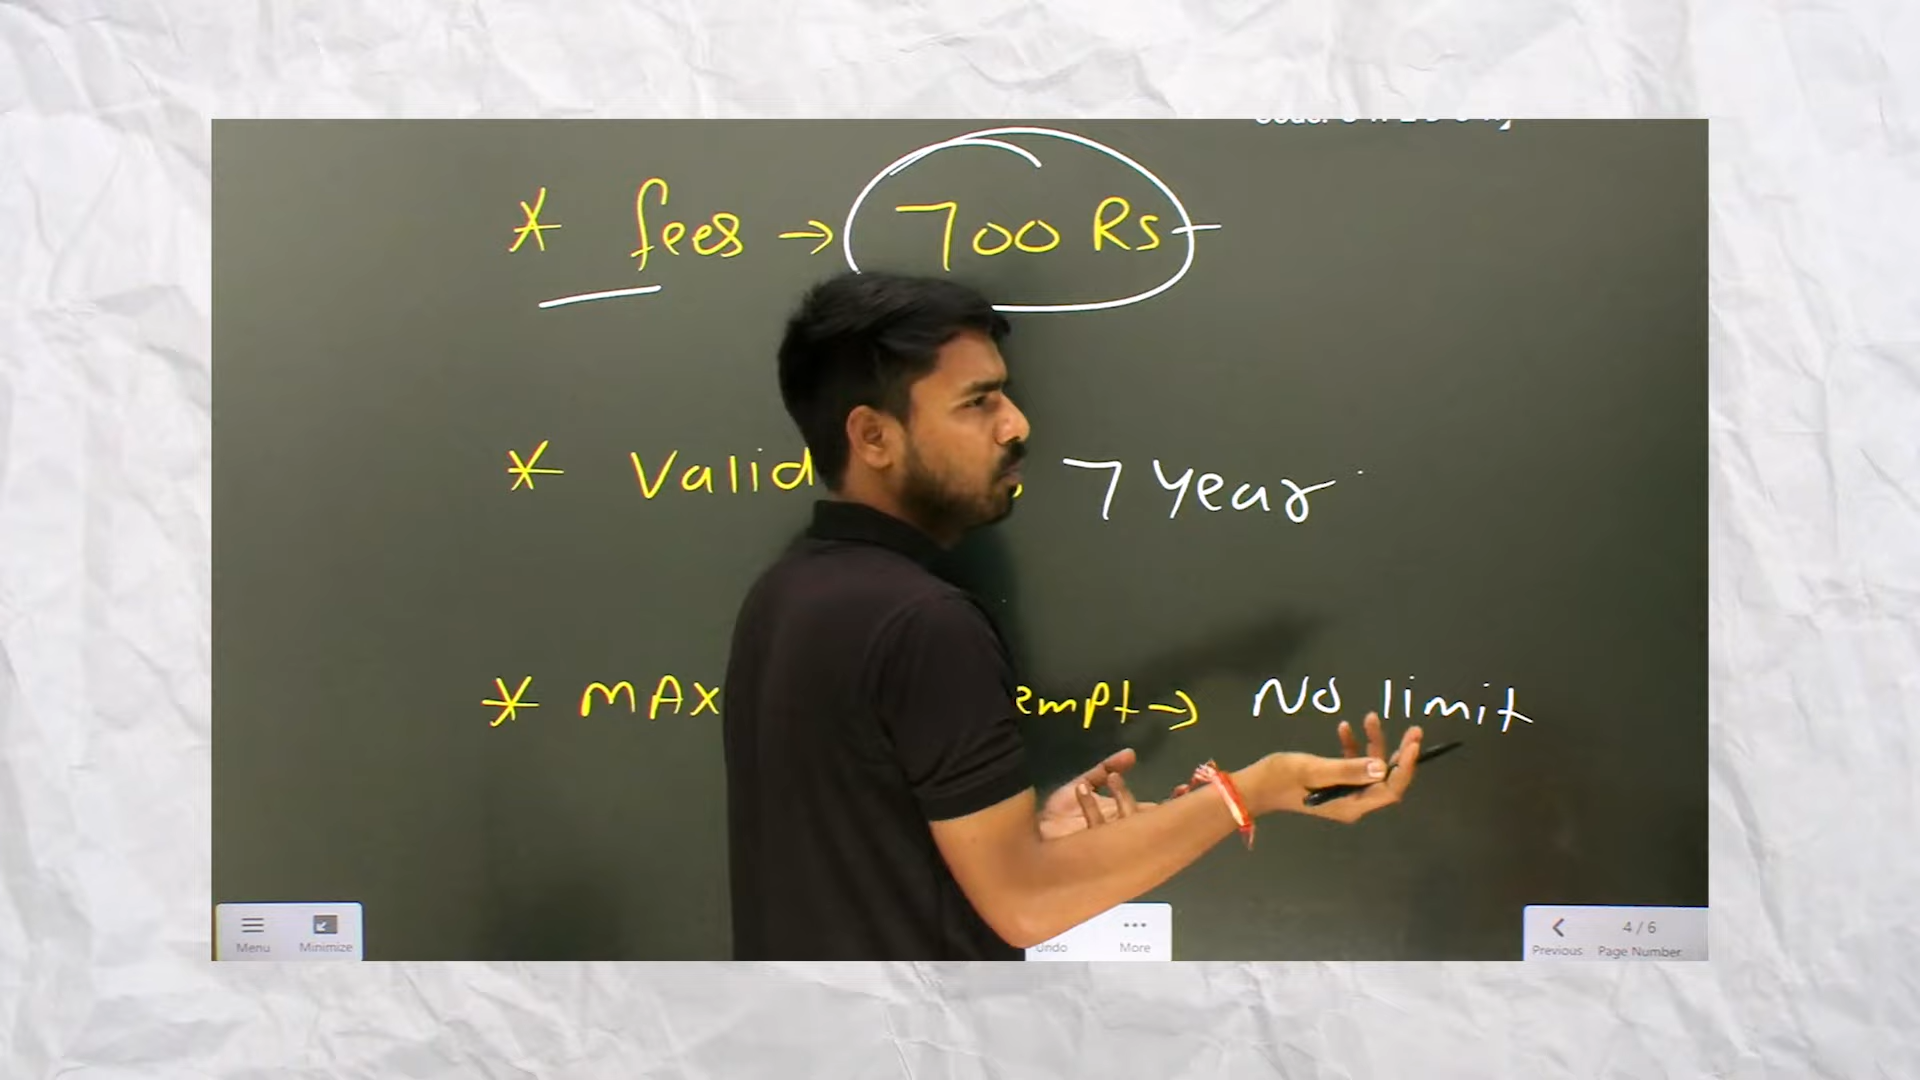 * fees → 700 Rs
* Valid 7 Year
* MAX empt → No limit
Menu Minimize Undo More Previous 4 / 6 Page Number